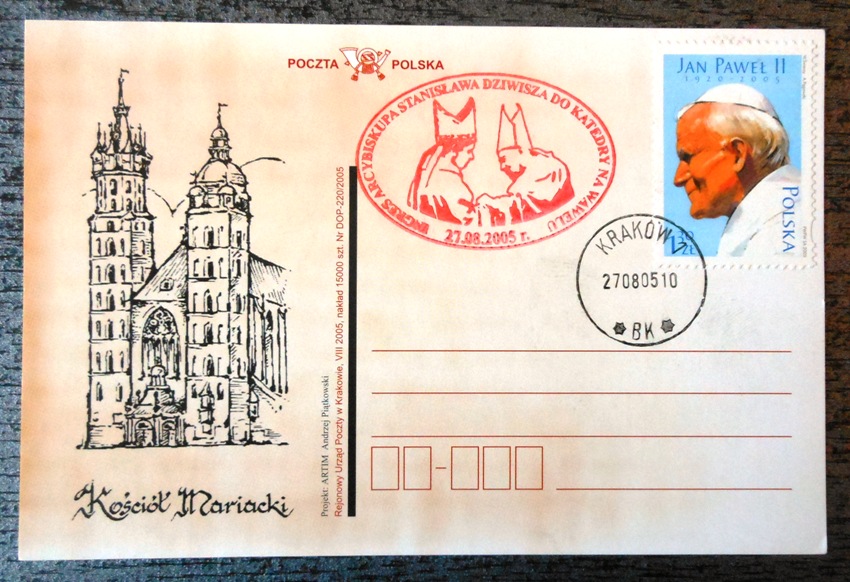 POCZTA POLSKA
INGRES ARCYBISKUPA STANISŁAWA DZIWISZA DO KATEDRY NA WAWELU
27.08.2005 r.
JAN PAWEŁ II
1920-2005
POLSKA
ZŁ
KRAKÓW
27080510
BK
Projekt: ARTIM Andrzej Piątkowski
Rejonowy Urząd Poczty w Krakowie, VIII 2005, nakład 15000 szt. Nr DOP-220/2005
Kościół Mariacki